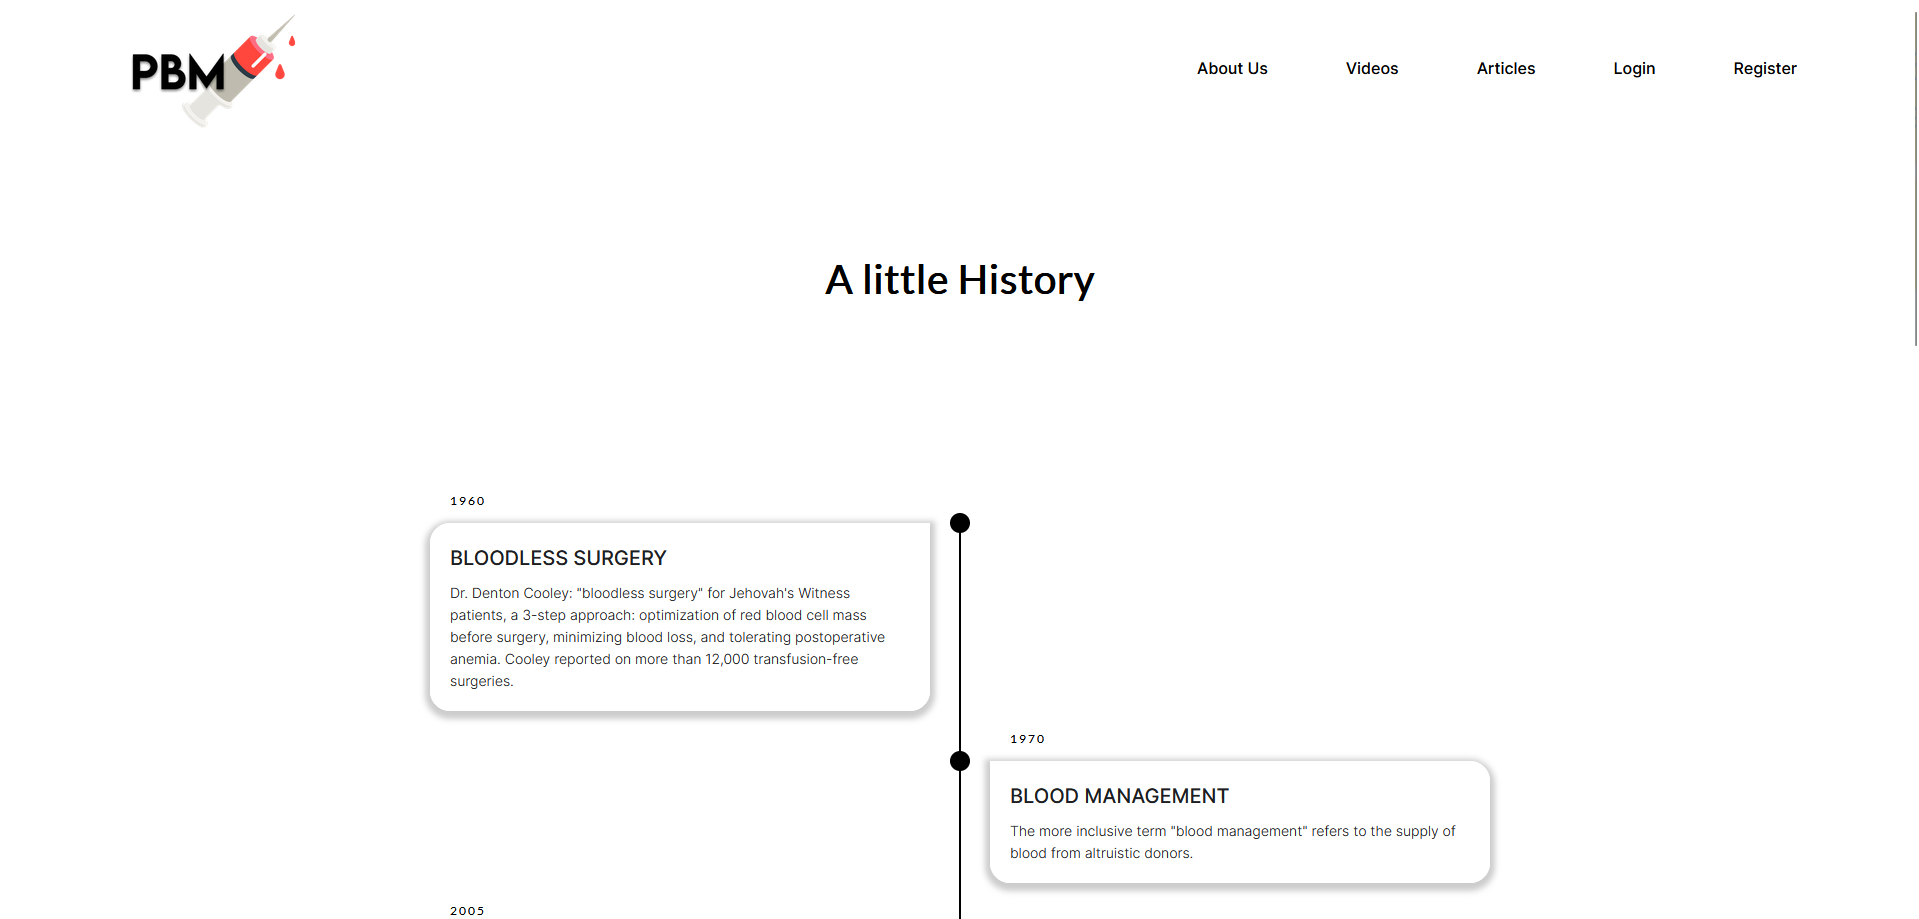 PBM
About Us
Videos
Articles
Login
Register
A little History
1960
BLOODLESS SURGERY
Dr. Denton Cooley: "bloodless surgery" for Jehovah's Witness
patients, a 3-step approach: optimization of red blood cell mass
before surgery, minimizing blood loss, and tolerating postoperative
anemia. Cooley reported on more than 12,000 transfusion-free
surgeries.
1970
BLOOD MANAGEMENT
The more inclusive term "blood management" refers to the supply of
blood from altruistic donors.
2005